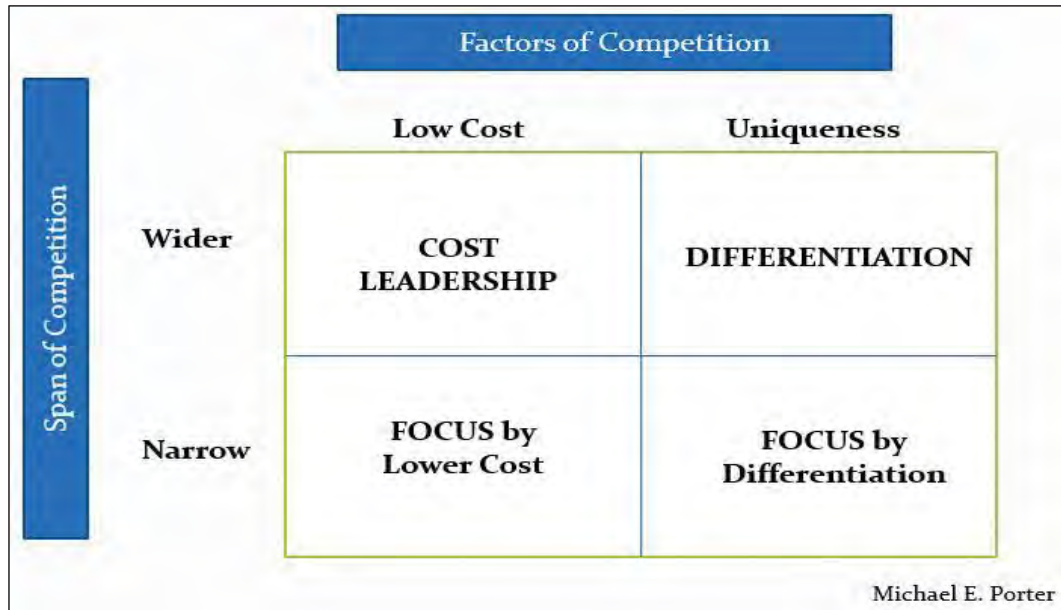 Factors of Competition
Span of Competition
Low Cost
Uniqueness
Wider
COST
LEADERSHIP
DIFFERENTIATION
Narrow
FOCUS by
Lower Cost
FOCUS by
Differentiation
Michael E. Porter